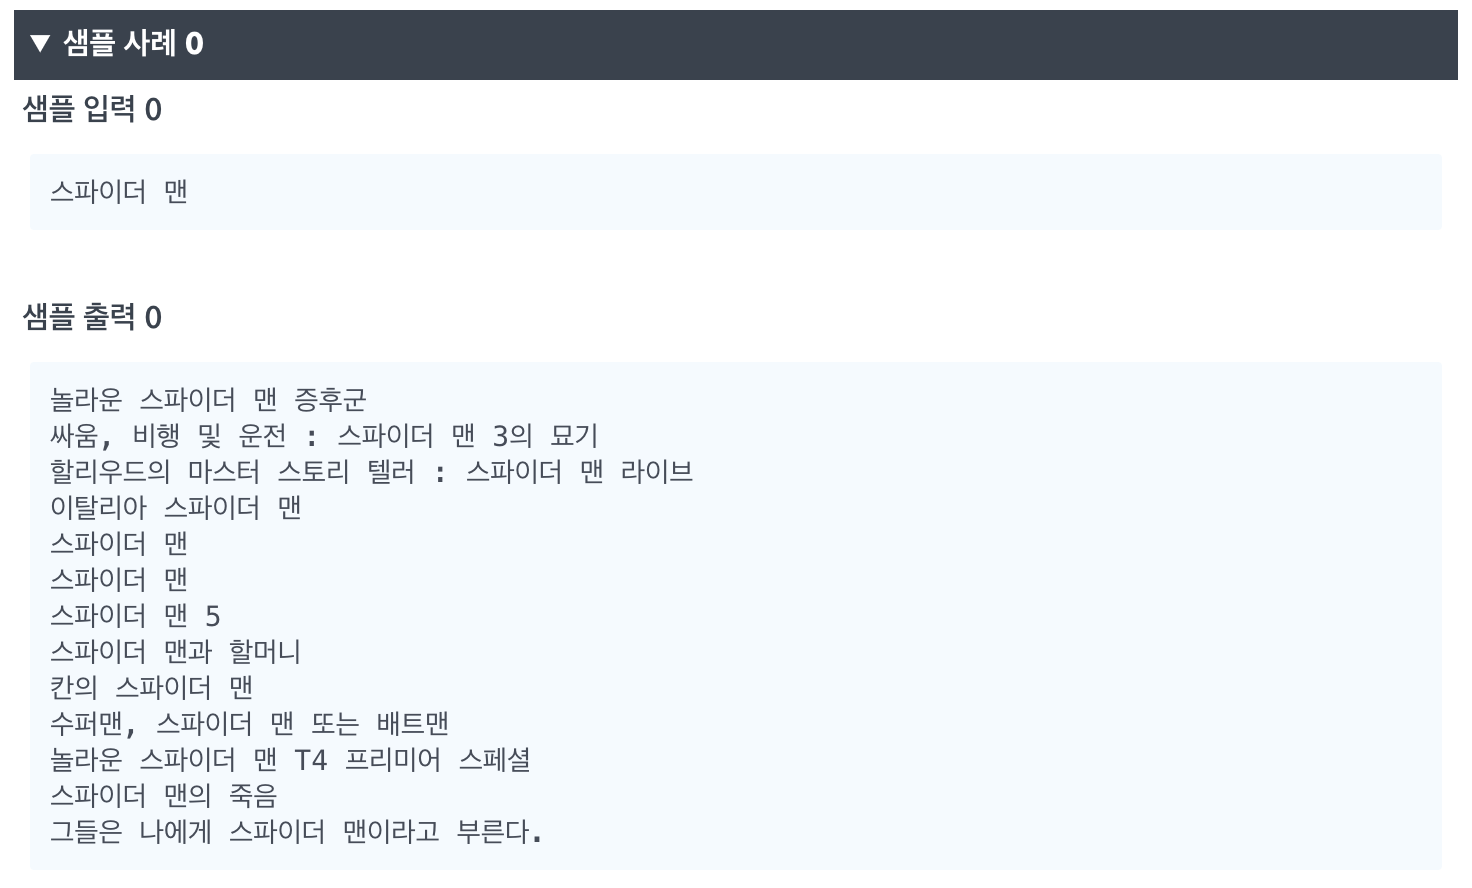 ▼ 샘플 사례 0
샘플 입력 0
스파이더 맨
샘플 출력 0
놀라운 스파이더 맨 증후군
싸움, 비행 및 운전 : 스파이더 맨 3의 묘기
할리우드의 마스터 스토리 텔러 : 스파이더 맨 라이브
이탈리아 스파이더 맨
스파이더 맨
스파이더 맨
스파이더 맨 5
스파이더 맨과 할머니
칸의 스파이더 맨
수퍼맨, 스파이더 맨 또는 배트맨
놀라운 스파이더 맨 T4 프리미어 스페셜
스파이더 맨의 죽음
그들은 나에게 스파이더 맨이라고 부른다.